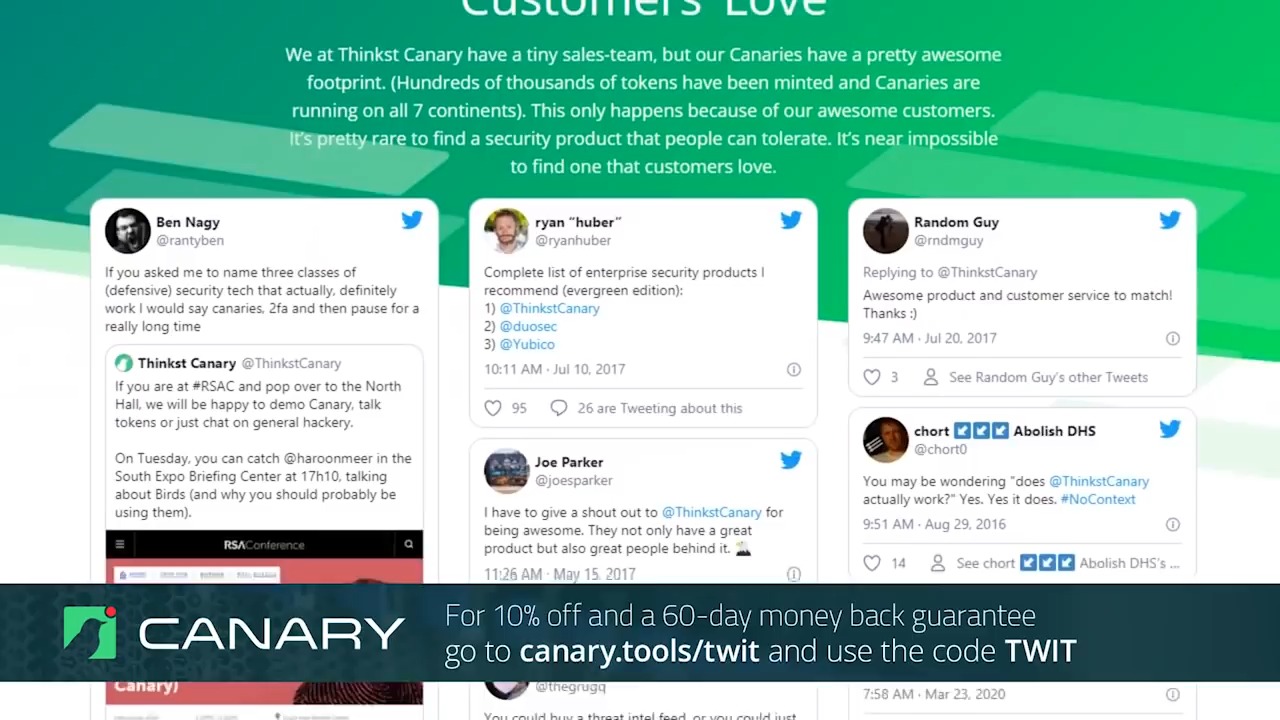 Customers Love
We at Thinkst Canary have a tiny sales-team, but our Canaries have a pretty awesome
footprint. (Hundreds of thousands of tokens have been minted and Canaries are
running on all 7 continents). This only happens because of our awesome customers.
It's pretty rare to find a security product that people can tolerate. It's near impossible
to find one that customers love.
Ben Nagy
@rantyben
If you asked me to name three classes of
(defensive) security tech that actually, definitely
work I would say canaries, 2fa and then pause for a
really long time
Thinkst Canary @ThinkstCanary
If you are at #RSAC and pop over to the North
Hall, we will be happy to demo Canary, talk
tokens or just chat on general hackery.
On Tuesday, you can catch @haroonmeer in the
South Expo Briefing Center at 17h10, talking
about Birds (and why you should probably be
using them).
RSAConference
Canary)
ryan “huber”
@ryanhuber
Complete list of enterprise security products I
recommend (evergreen edition):
1) @ThinkstCanary
2) @duosec
3) @Yubico
10:11 AM · Jul 10, 2017
95 26 are Tweeting about this
Joe Parker
@joesparker
I have to give a shout out to @ThinkstCanary for
being awesome. They not only have a great
product but also great people behind it.
11:26 AM · May 15, 2017
@thegrugq
You could buy a threat intel feed, or you could just
Random Guy
@rndmguy
Replying to @ThinkstCanary
Awesome product and customer service to match!
Thanks :)
9:47 AM · Jul 20, 2017
3 See Random Guy's other Tweets
chort ↙️↙️↙️ Abolish DHS
@chort0
You may be wondering "does @ThinkstCanary
actually work?" Yes. Yes it does. #NoContext
9:51 AM · Aug 29, 2016
14 See chort ↙️↙️↙️ Abolish DHS's ...
7:58 AM · Mar 23, 2020
CANARY
For 10% off and a 60-day money back guarantee
go to canary.tools/twit and use the code TWIT